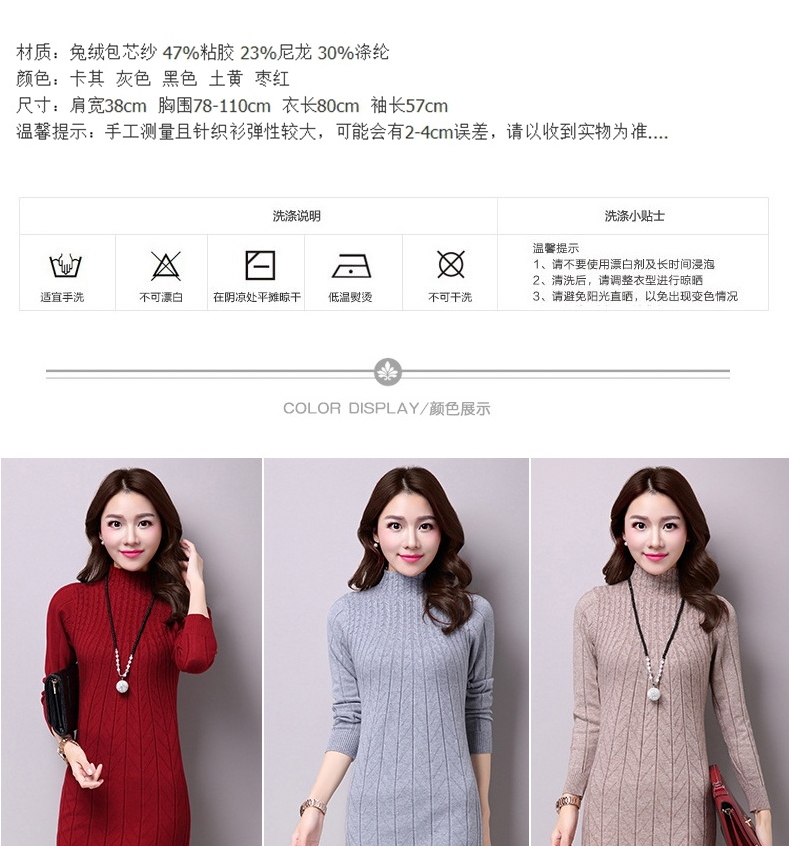 材质：兔绒包芯纱 47%粘胶 23%尼龙 30%涤纶
颜色：卡其 灰色 黑色 土黄 枣红
尺寸：肩宽38cm 胸围78-110cm 衣长80cm 袖长57cm
温馨提示：手工测量且针织衫弹性较大，可能会有2-4cm误差，请以收到实物为准....
洗涤说明
洗涤小贴士
适宜手洗
不可漂白
在阴凉处平摊晾干
低温熨烫
不可干洗
温馨提示
1、请不要使用漂白剂及长时间浸泡
2、清洗后，请调整衣型进行晾晒
3、请避免阳光直晒，以免出现变色情况
COLOR DISPLAY/颜色展示